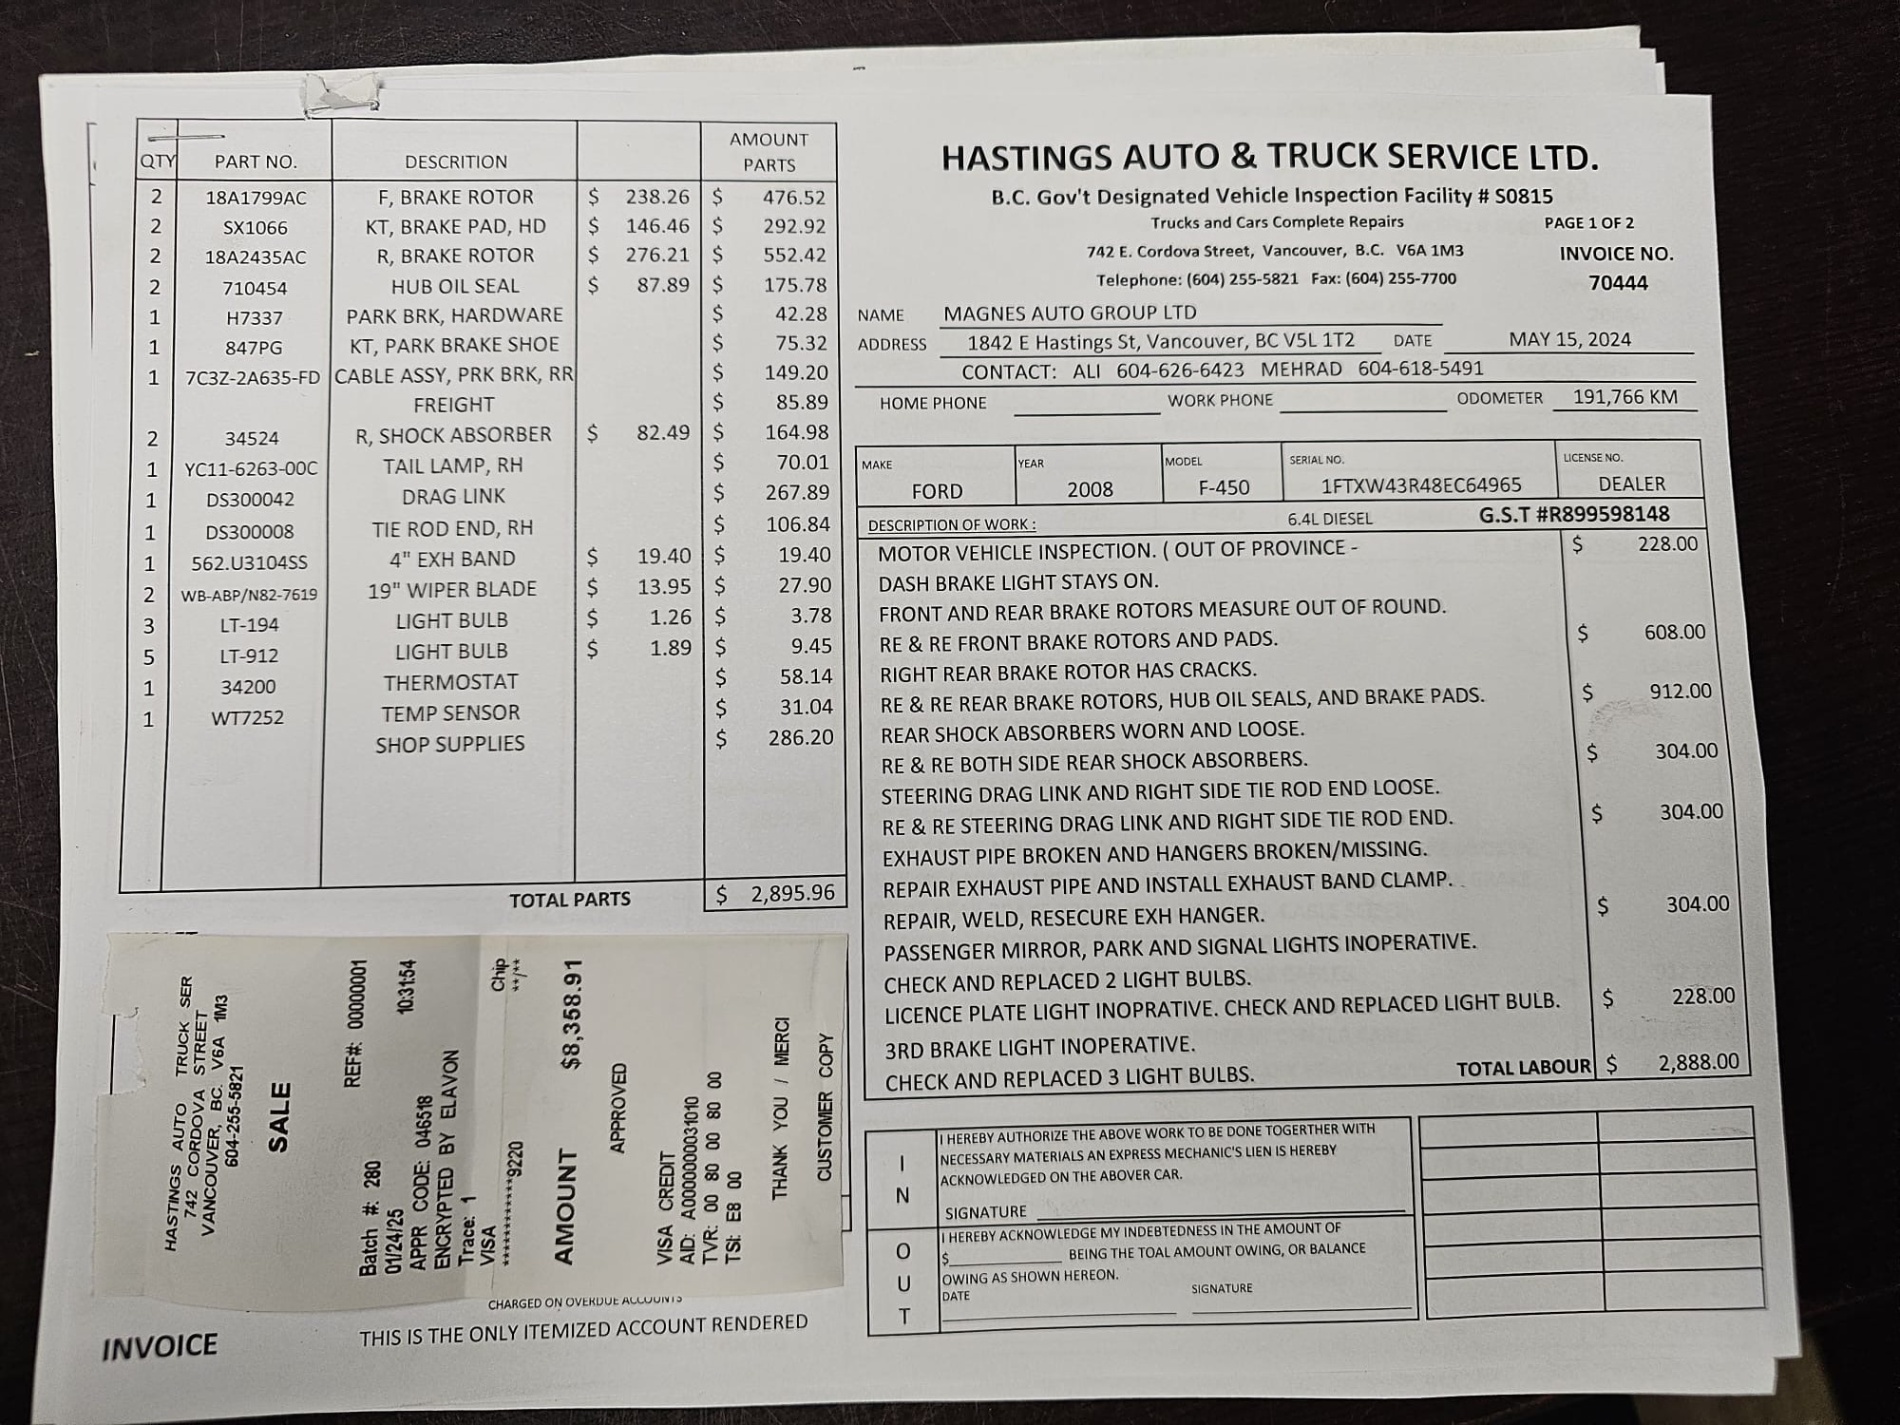 QTY PART NO. DESCRITION AMOUNT PARTS
2 18A1799AC F, BRAKE ROTOR $ 238.26 $ 476.52
2 SX1066 KT, BRAKE PAD, HD $ 146.46 $ 292.92
2 18A2435AC R, BRAKE ROTOR $ 276.21 $ 552.42
2 710454 HUB OIL SEAL $ 87.89 $ 175.78
1 H7337 PARK BRK, HARDWARE $ 42.28
1 847PG KT, PARK BRAKE SHOE $ 75.32
1 7C3Z-2A635-FD CABLE ASSY, PRK BRK, RR $ 149.20
FREIGHT $ 85.89
2 34524 R, SHOCK ABSORBER $ 82.49 $ 164.98
1 YC11-6263-00C TAIL LAMP, RH $ 70.01
1 DS300042 DRAG LINK $ 267.89
1 DS300008 TIE ROD END, RH $ 106.84
1 562.U3104SS 4" EXH BAND $ 19.40 $ 19.40
2 WB-ABP/N82-7619 19" WIPER BLADE $ 13.95 $ 27.90
3 LT-194 LIGHT BULB $ 1.26 $ 3.78
5 LT-912 LIGHT BULB $ 1.89 $ 9.45
1 34200 THERMOSTAT $ 58.14
1 WT7252 TEMP SENSOR $ 31.04
SHOP SUPPLIES $ 286.20
TOTAL PARTS $ 2,895.96
HASTINGS AUTO TRUCK SER
742 CORDOVA STREET
VANCOUVER, BC. V6A 1M3
604-255-5821
SALE
Batch #: 280 REF#: 00000001
01/24/25 10:31:54
APPR CODE: 046518
ENCRYPTED BY ELAVON
Trace: 1
VISA Chip
************9220 **/**
AMOUNT $8,358.91
APPROVED
VISA CREDIT
AID: A0000000031010
TVR: 00 80 00 80 00
TSI: E8 00
THANK YOU / MERCI
CUSTOMER COPY
CHARGED ON OVERDUE ACCOUNTS
INVOICE THIS IS THE ONLY ITEMIZED ACCOUNT RENDERED
HASTINGS AUTO & TRUCK SERVICE LTD.
B.C. Gov't Designated Vehicle Inspection Facility # S0815
Trucks and Cars Complete Repairs PAGE 1 OF 2
742 E. Cordova Street, Vancouver, B.C. V6A 1M3 INVOICE NO.
Telephone: (604) 255-5821 Fax: (604) 255-7700 70444
NAME MAGNES AUTO GROUP LTD
ADDRESS 1842 E Hastings St, Vancouver, BC V5L 1T2 DATE MAY 15, 2024
CONTACT: ALI 604-626-6423 MEHRAD 604-618-5491
HOME PHONE WORK PHONE ODOMETER 191,766 KM
MAKE YEAR MODEL SERIAL NO. LICENSE NO.
FORD 2008 F-450 1FTXW43R48EC64965 DEALER
DESCRIPTION OF WORK : 6.4L DIESEL G.S.T #R899598148
MOTOR VEHICLE INSPECTION. ( OUT OF PROVINCE - $ 228.00
DASH BRAKE LIGHT STAYS ON.
FRONT AND REAR BRAKE ROTORS MEASURE OUT OF ROUND.
RE & RE FRONT BRAKE ROTORS AND PADS. $ 608.00
RIGHT REAR BRAKE ROTOR HAS CRACKS.
RE & RE REAR BRAKE ROTORS, HUB OIL SEALS, AND BRAKE PADS. $ 912.00
REAR SHOCK ABSORBERS WORN AND LOOSE.
RE & RE BOTH SIDE REAR SHOCK ABSORBERS. $ 304.00
STEERING DRAG LINK AND RIGHT SIDE TIE ROD END LOOSE.
RE & RE STEERING DRAG LINK AND RIGHT SIDE TIE ROD END. $ 304.00
EXHAUST PIPE BROKEN AND HANGERS BROKEN/MISSING.
REPAIR EXHAUST PIPE AND INSTALL EXHAUST BAND CLAMP.
REPAIR, WELD, RESECURE EXH HANGER. $ 304.00
PASSENGER MIRROR, PARK AND SIGNAL LIGHTS INOPERATIVE.
CHECK AND REPLACED 2 LIGHT BULBS.
LICENCE PLATE LIGHT INOPRATIVE. CHECK AND REPLACED LIGHT BULB. $ 228.00
3RD BRAKE LIGHT INOPERATIVE.
CHECK AND REPLACED 3 LIGHT BULBS. TOTAL LABOUR $ 2,888.00
IN
I HEREBY AUTHORIZE THE ABOVE WORK TO BE DONE TOGERTHER WITH
NECESSARY MATERIALS AN EXPRESS MECHANIC'S LIEN IS HEREBY
ACKNOWLEDGED ON THE ABOVER CAR.
SIGNATURE
OUT
I HEREBY ACKNOWLEDGE MY INDEBTEDNESS IN THE AMOUNT OF
$ BEING THE TOAL AMOUNT OWING, OR BALANCE
OWING AS SHOWN HEREON.
DATE SIGNATURE